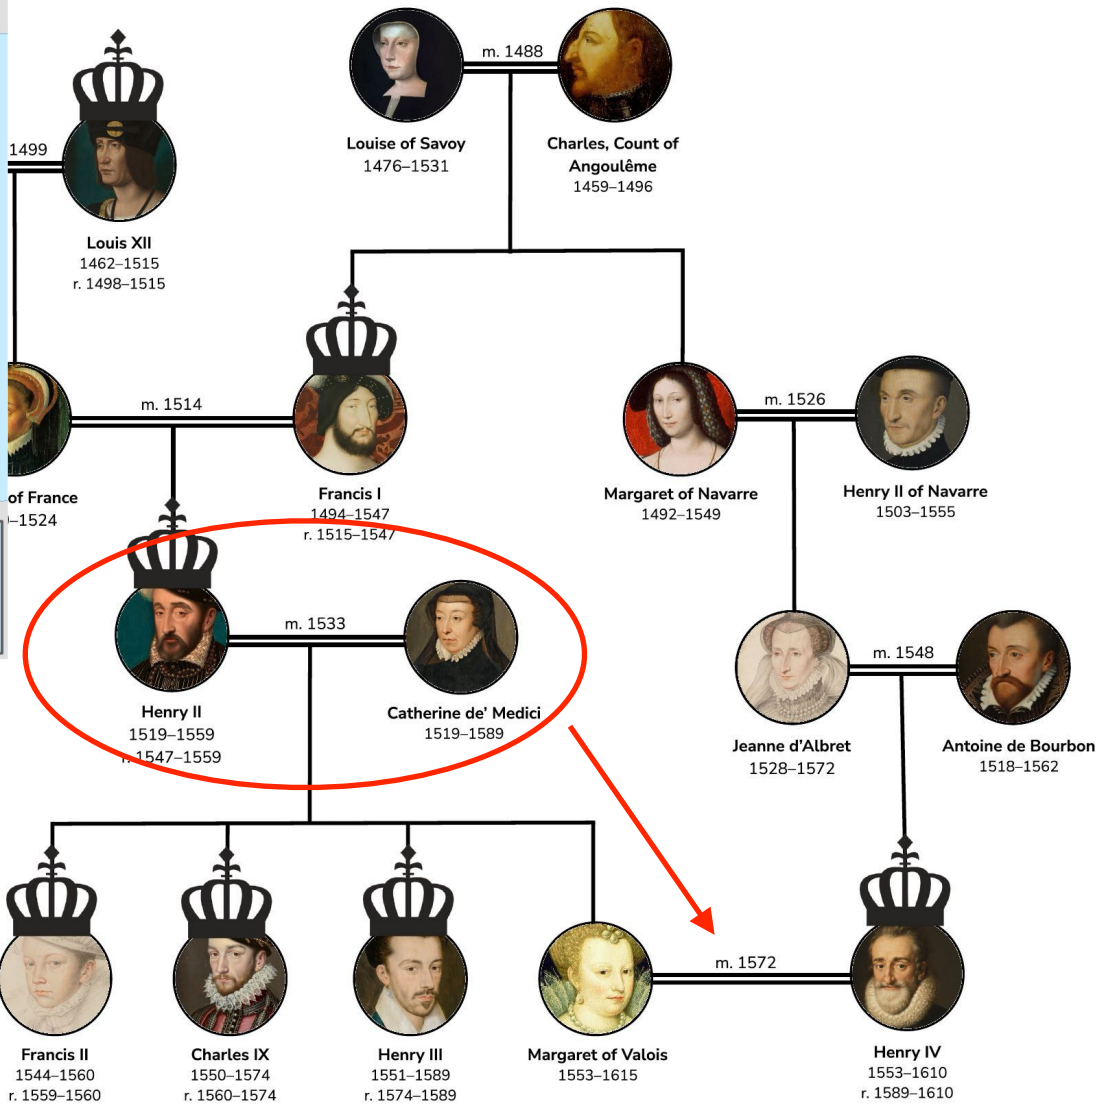 m. 1488
Louise of Savoy
1476–1531
Charles, Count of
Angoulême
1459–1496
1499
Louis XII
1462–1515
r. 1498–1515
m. 1514
of France
–1524
Francis I
1494–1547
r. 1515–1547
m. 1526
Margaret of Navarre
1492–1549
Henry II of Navarre
1503–1555
m. 1533
Henry II
1519–1559
r. 1547–1559
Catherine de’ Medici
1519–1589
m. 1548
Jeanne d’Albret
1528–1572
Antoine de Bourbon
1518–1562
m. 1572
Francis II
1544–1560
r. 1559–1560
Charles IX
1550–1574
r. 1560–1574
Henry III
1551–1589
r. 1574–1589
Margaret of Valois
1553–1615
Henry IV
1553–1610
r. 1589–1610